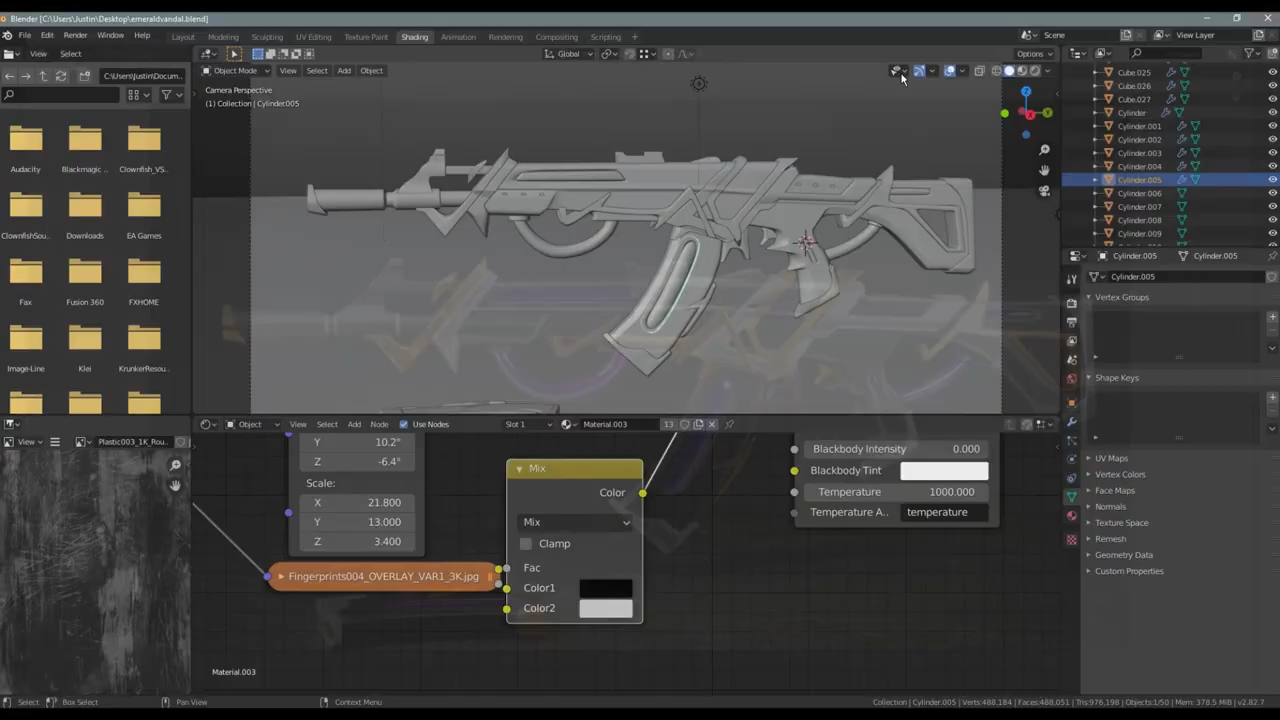 Blender [C:\Users\Justin\Desktop\emeraldvandal.blend]
File Edit Render Window Help
Layout Modeling Sculpting UV Editing Texture Paint Shading Animation Rendering Compositing Scripting +
Scene
View Layer
View Select
Global
Options
C:\Users\Justin\Docum..
Object Mode View Select Add Object
Camera Perspective
(1) Collection | Cylinder.005
Audacity
Blackmagic ..
Clownfish_VS..
ClownfishSou..
Downloads
EA Games
Fax
Fusion 360
FXHOME
Image-Line
Klei
KrunkerResou..
Cube.025
Cube.026
Cube.027
Cylinder
Cylinder.001
Cylinder.002
Cylinder.003
Cylinder.004
Cylinder.005
Cylinder.006
Cylinder.007
Cylinder.008
Cylinder.009
Cylinder.005
Cylinder.005
Cylinder.005
Vertex Groups
Shape Keys
UV Maps
Vertex Colors
Face Maps
Normals
Texture Space
Remesh
Geometry Data
Custom Properties
View
Plastic003_1K_Rou..
Object View Select Add Node Use Nodes
Slot 1
Material.003
13
Y 10.2°
Z -6.4°
Scale:
X 21.800
Y 13.000
Z 3.400
Fingerprints004_OVERLAY_VAR1_3K.jpg
Mix
Color
Mix
Clamp
Fac
Color1
Color2
Blackbody Intensity 0.000
Blackbody Tint
Temperature 1000.000
Temperature A.. temperature
Material.003
Select
Box Select
Pan View
Context Menu
Collection | Cylinder.005 | Verts:488,184 | Faces:488,051 | Tris:976,198 | Objects:1/50 | Mem: 378.5 MiB | v2.82.7